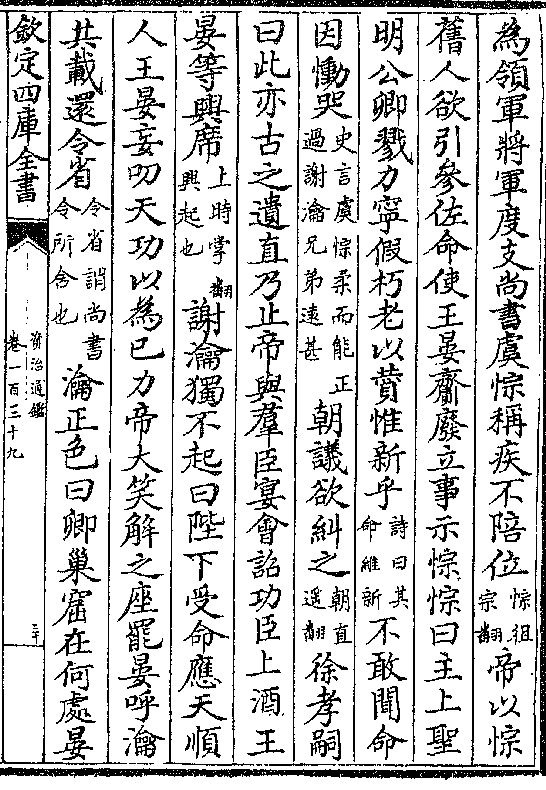 為領軍將軍度支尚書虞悰稱疾不陪位悰徂宗翻帝以悰
舊人欲引參佐命使王晏齎廢立事示悰悰曰主上聖
明公卿戮力寧假朽老以贊惟新乎詩曰其命維新不敢聞命
因慟哭史言虞悰柔而能正過謝瀹兄弟遠甚朝議欲糾之朝直遥翻徐孝嗣
曰此亦古之遺直乃止帝與羣臣宴會詔功臣上酒王
晏等興席上時掌翻興起也謝瀹獨不起曰陛下受命應天順
人王晏妄叨天功以為已力帝大笑解之座罷晏呼瀹
共載還令省令省謂尚書令所舍也瀹正色曰卿巢窟在何處晏
欽定四庫全書
資治通鑑
卷一百三十九
三十